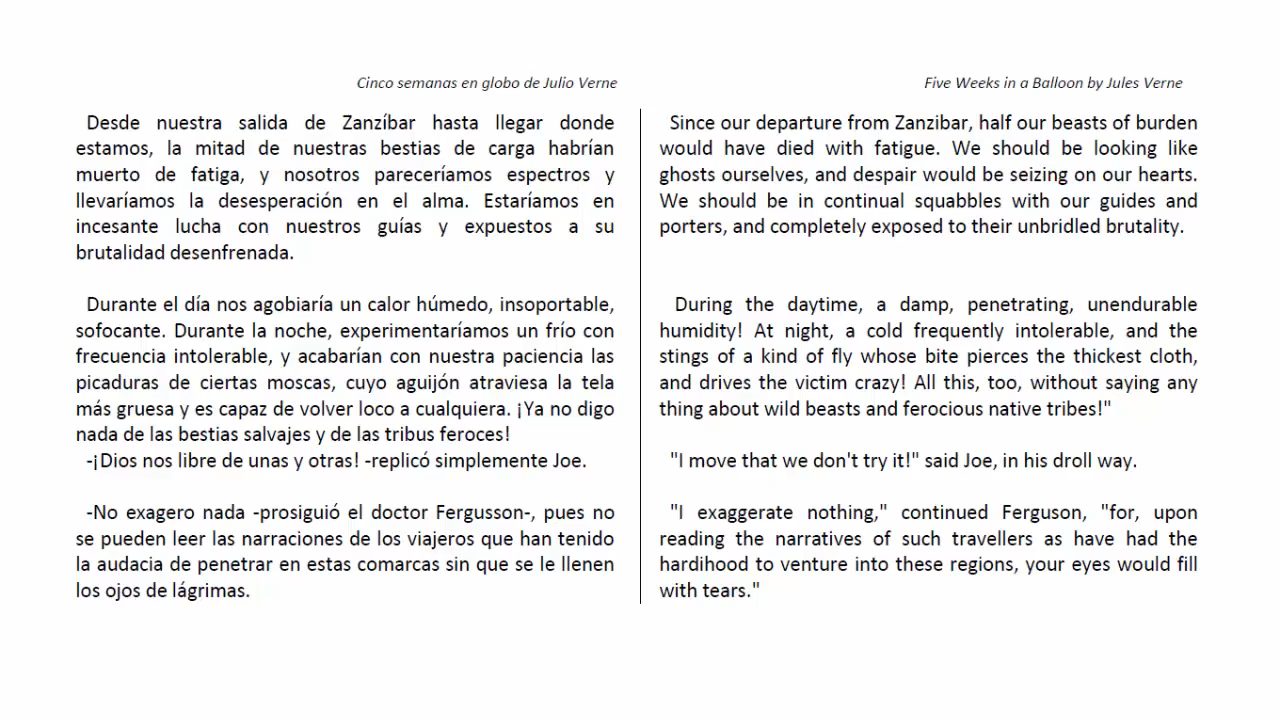 Cinco semanas en globo de Julio Verne
Desde nuestra salida de Zanzíbar hasta llegar donde
estamos, la mitad de nuestras bestias de carga habrían
muerto de fatiga, y nosotros pareceríamos espectros y
llevaríamos la desesperación en el alma. Estaríamos en
incesante lucha con nuestros guías y expuestos a su
brutalidad desenfrenada.
Durante el día nos agobiaría un calor húmedo, insoportable,
sofocante. Durante la noche, experimentaríamos un frío con
frecuencia intolerable, y acabarían con nuestra paciencia las
picaduras de ciertas moscas, cuyo aguijón atraviesa la tela
más gruesa y es capaz de volver loco a cualquiera. ¡Ya no digo
nada de las bestias salvajes y de las tribus feroces!
-¡Dios nos libre de unas y otras! -replicó simplemente Joe.
-No exagero nada -prosiguió el doctor Fergusson-, pues no
se pueden leer las narraciones de los viajeros que han tenido
la audacia de penetrar en estas comarcas sin que se le llenen
los ojos de lágrimas.
Five Weeks in a Balloon by Jules Verne
Since our departure from Zanzibar, half our beasts of burden
would have died with fatigue. We should be looking like
ghosts ourselves, and despair would be seizing on our hearts.
We should be in continual squabbles with our guides and
porters, and completely exposed to their unbridled brutality.
During the daytime, a damp, penetrating, unendurable
humidity! At night, a cold frequently intolerable, and the
stings of a kind of fly whose bite pierces the thickest cloth,
and drives the victim crazy! All this, too, without saying any
thing about wild beasts and ferocious native tribes!"
"I move that we don't try it!" said Joe, in his droll way.
"I exaggerate nothing," continued Ferguson, "for, upon
reading the narratives of such travellers as have had the
hardihood to venture into these regions, your eyes would fill
with tears."